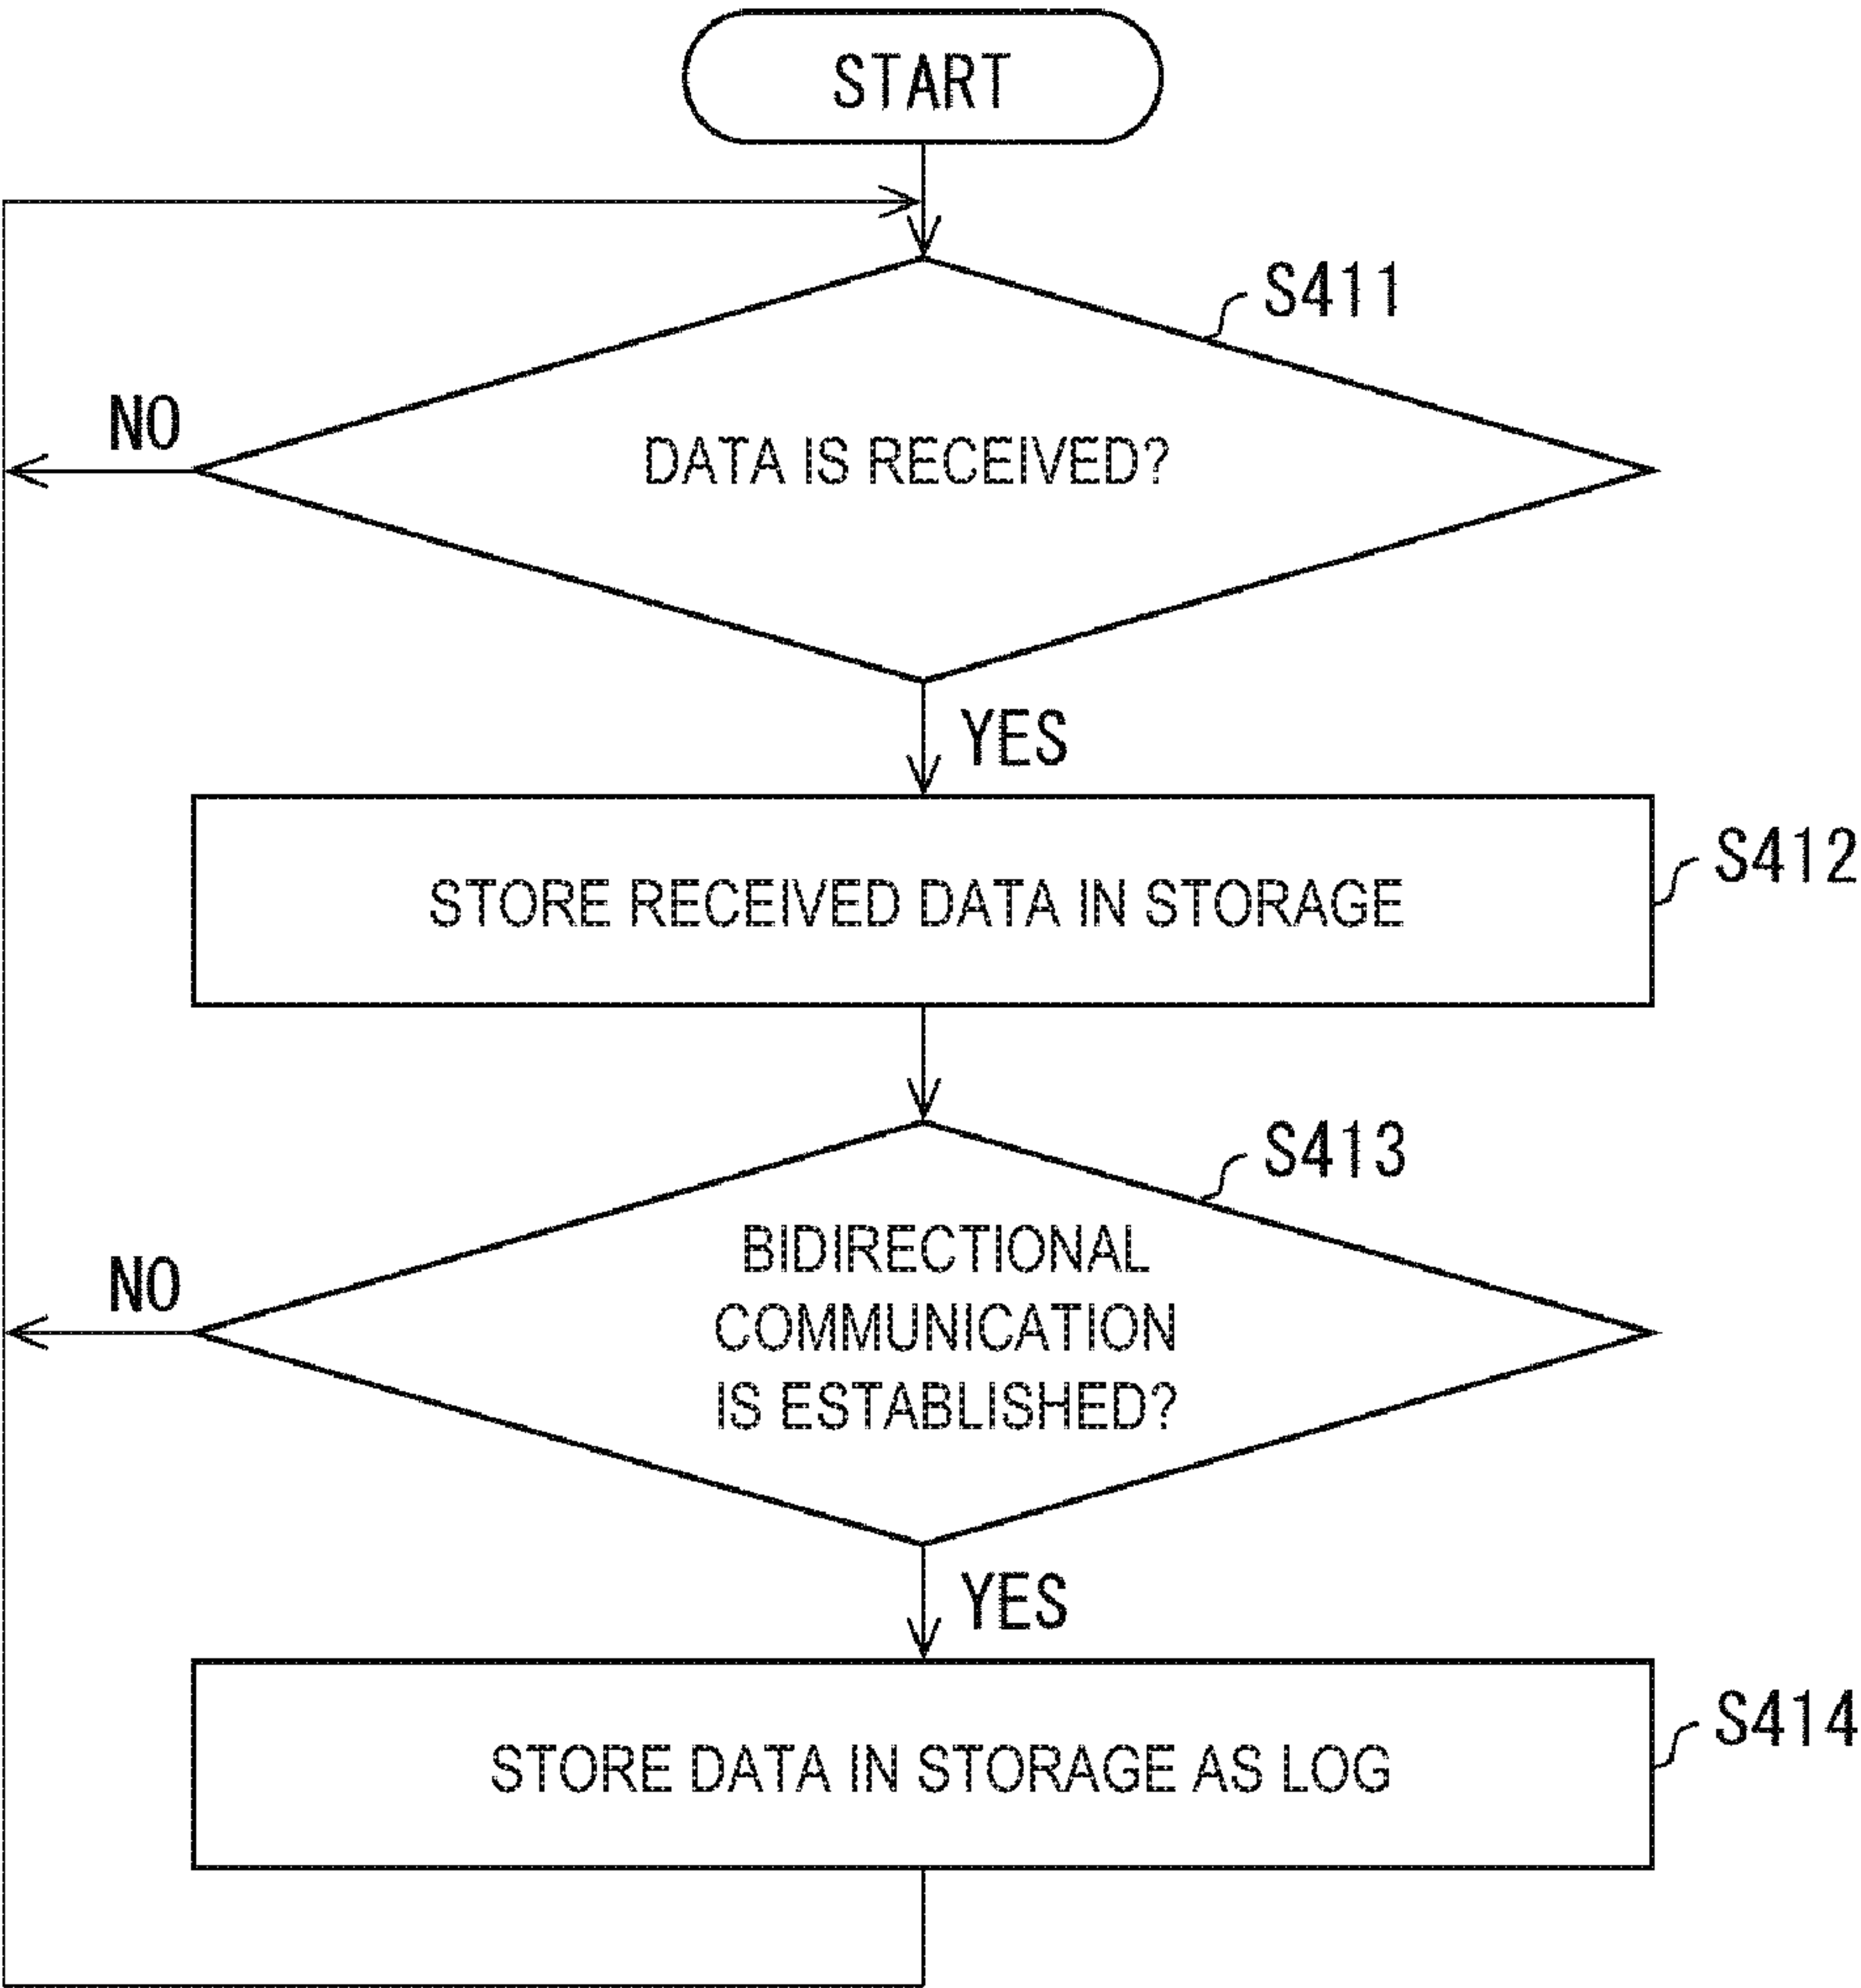 START
S411
NO
DATA IS RECEIVED?
YES
S412
STORE RECEIVED DATA IN STORAGE
S413
NO
BIDIRECTIONAL
COMMUNICATION
IS ESTABLISHED?
YES
S414
STORE DATA IN STORAGE AS LOG